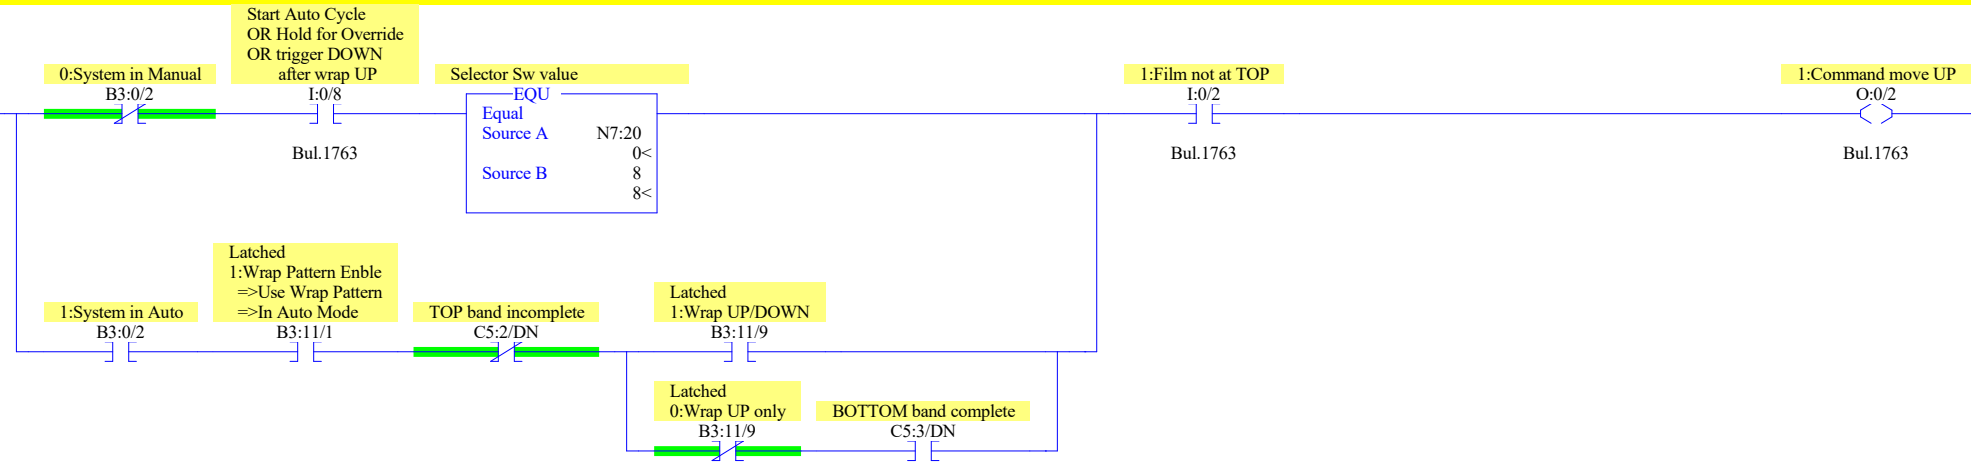 Start Auto Cycle
OR Hold for Override
OR trigger DOWN
after wrap UP
0:System in Manual
B3:0/2
I:0/8
Bul.1763
Selector Sw value
EQU
Equal
Source A N7:20
0<
Source B 8
8<
1:Film not at TOP
I:0/2
Bul.1763
1:Command move UP
O:0/2
Bul.1763
1:System in Auto
B3:0/2
Latched
1:Wrap Pattern Enble
=>Use Wrap Pattern
=>In Auto Mode
B3:11/1
TOP band incomplete
C5:2/DN
Latched
1:Wrap UP/DOWN
B3:11/9
Latched
0:Wrap UP only
B3:11/9
BOTTOM band complete
C5:3/DN